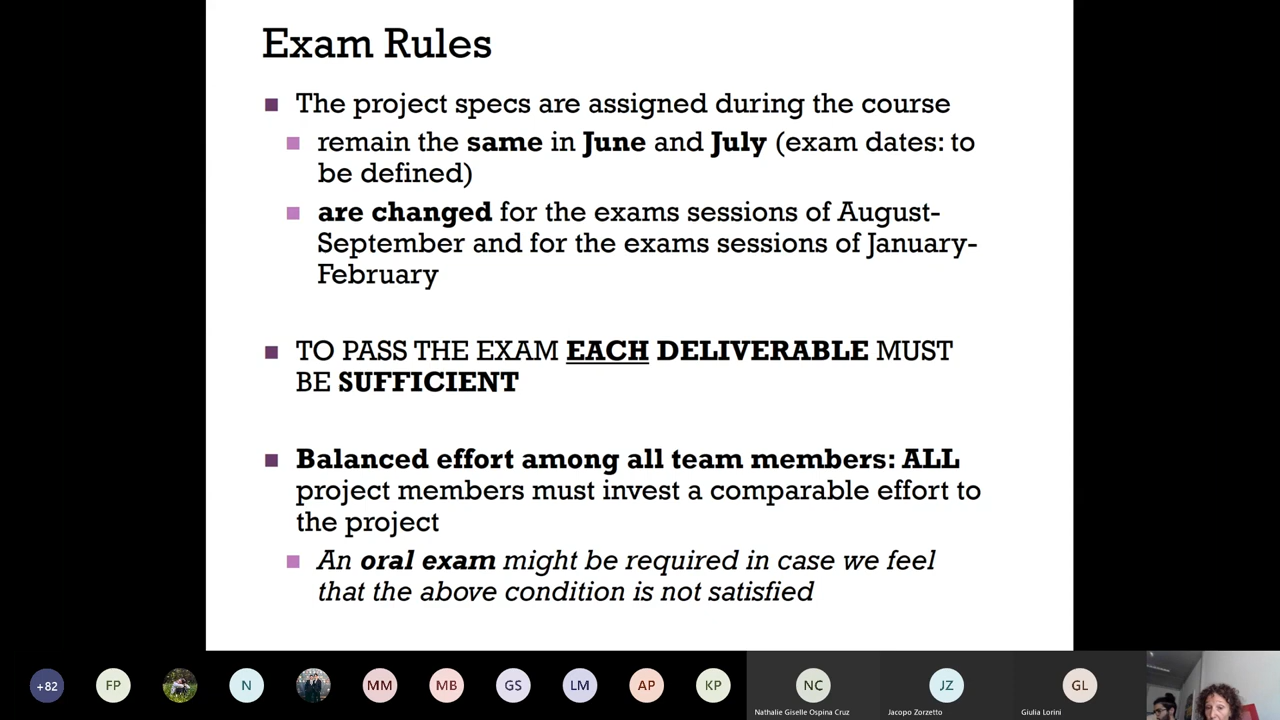 Exam Rules
The project specs are assigned during the course
remain the same in June and July (exam dates: to
be defined)
are changed for the exams sessions of August-
September and for the exams sessions of January-
February
TO PASS THE EXAM EACH DELIVERABLE MUST
BE SUFFICIENT
Balanced effort among all team members: ALL
project members must invest a comparable effort to
the project
An oral exam might be required in case we feel
that the above condition is not satisfied
+82
FP
N
MM
MB
GS
LM
AP
KP
NC
JZ
GL
Nathalie Giselle Ospina Cruz
Jacopo Zorzetto
Giulia Lorini